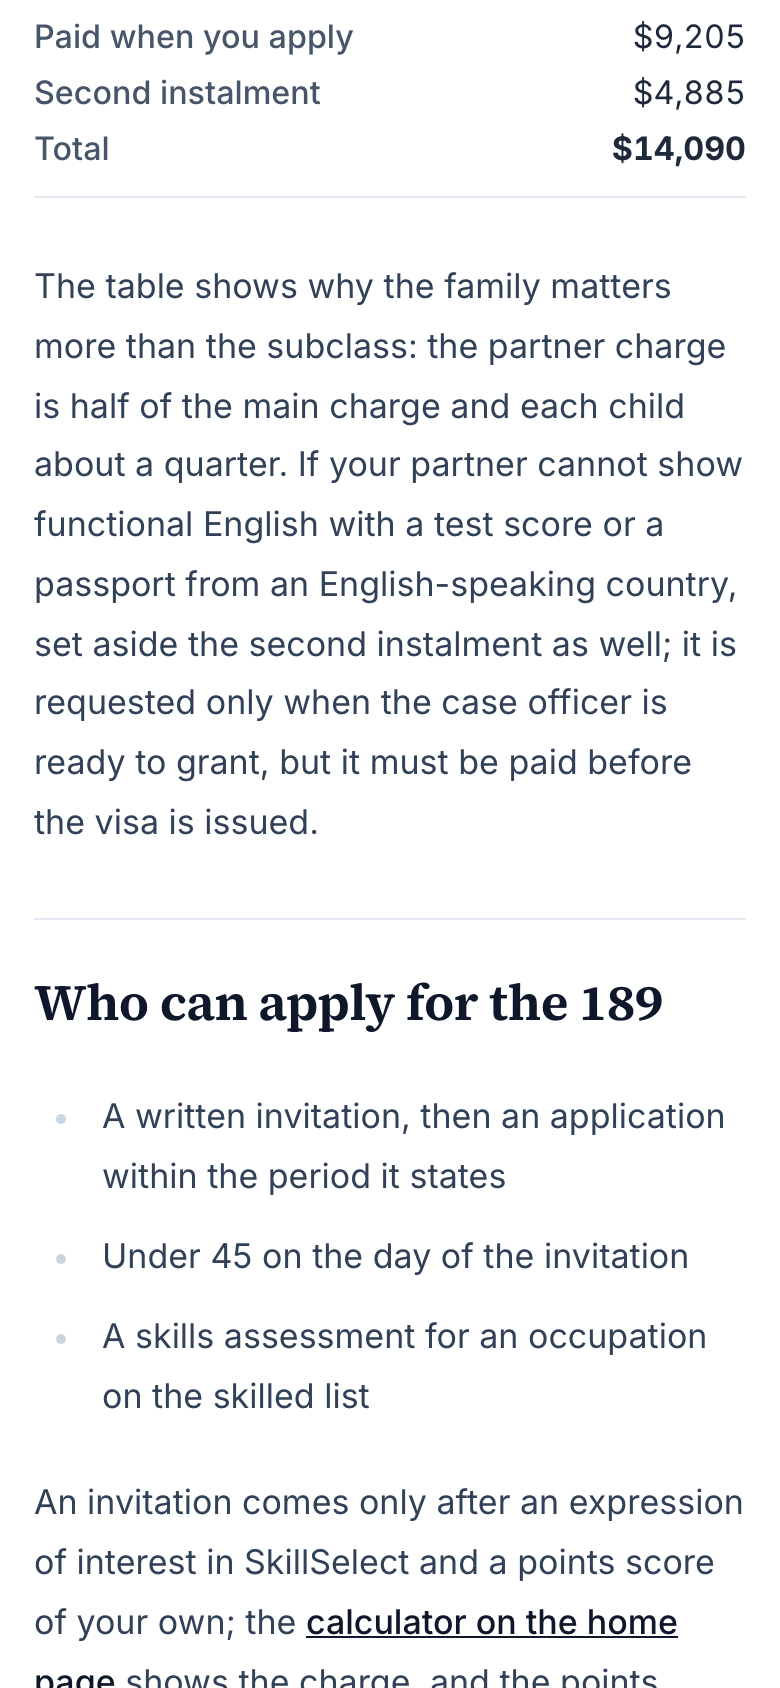 Paid when you apply $9,205
Second instalment $4,885
Total $14,090
The table shows why the family matters
more than the subclass: the partner charge
is half of the main charge and each child
about a quarter. If your partner cannot show
functional English with a test score or a
passport from an English-speaking country,
set aside the second instalment as well; it is
requested only when the case officer is
ready to grant, but it must be paid before
the visa is issued.
Who can apply for the 189
• A written invitation, then an application
within the period it states
• Under 45 on the day of the invitation
• A skills assessment for an occupation
on the skilled list
An invitation comes only after an expression
of interest in SkillSelect and a points score
of your own; the calculator on the home
page shows the charge, and the points